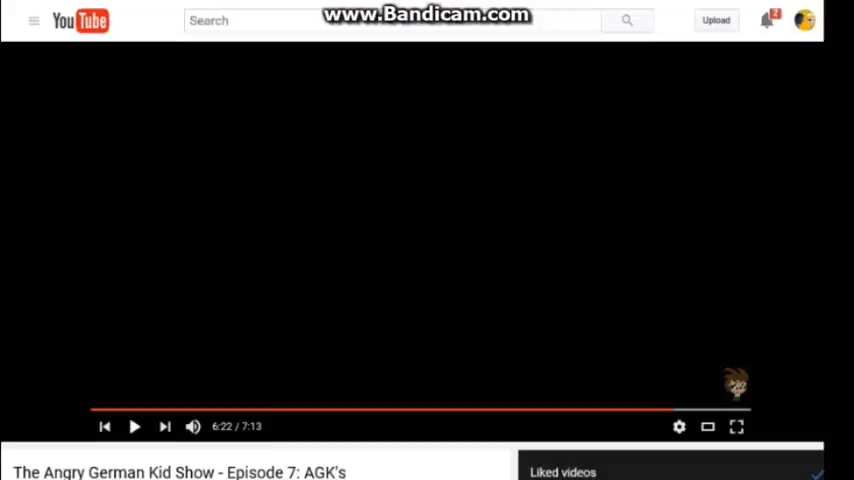 www.Bandicam.com
YouTube
Search
Upload
2
6:22 / 7:13
The Angry German Kid Show - Episode 7: AGK's
Liked videos